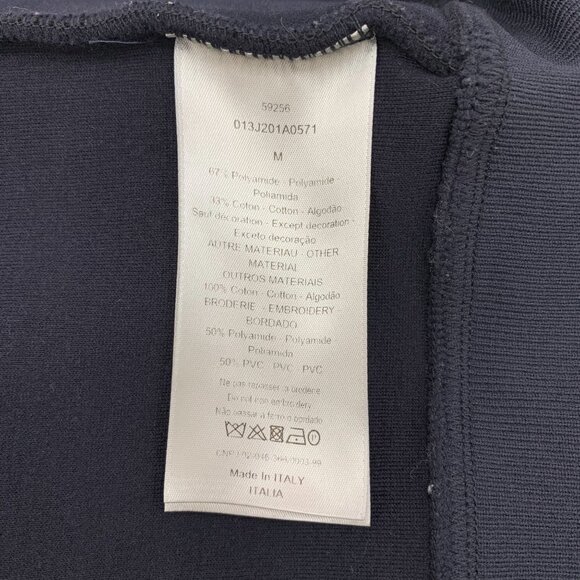 59256
013J201A0571
M
67% Polyamide - Polyamide -
Poliamida
33% Coton - Cotton - Algodão
Sauf décoration - Except decoration -
Exceto decoração
AUTRE MATERIAU - OTHER
MATERIAL
OUTROS MATERIAIS
100% Coton - Cotton - Algodão
BRODERIE - EMBROIDERY -
BORDADO
50% Polyamide - Polyamide -
Poliamida
50% PVC - PVC - PVC
Ne pas repasser la broderie
Do not iron embroidery
Não passar a ferro o bordado
Made In ITALY
ITALIA